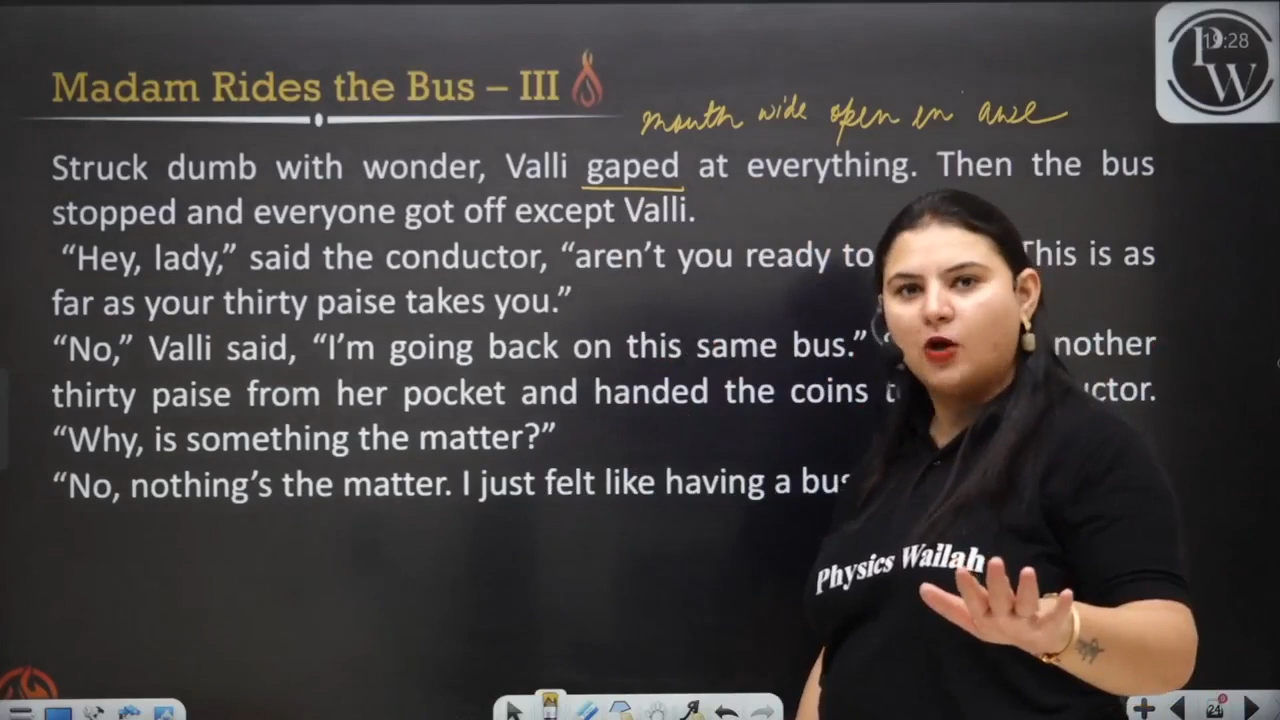 19:28
PW
Madam Rides the Bus – III
mouth wide open in awe
Struck dumb with wonder, Valli gaped at everything. Then the bus
stopped and everyone got off except Valli.
“Hey, lady,” said the conductor, “aren’t you ready to This is as
far as your thirty paise takes you.”
“No,” Valli said, “I’m going back on this same bus.” nother
thirty paise from her pocket and handed the coins t uctor.
“Why, is something the matter?”
“No, nothing’s the matter. I just felt like having a bus
Physics Wallah
24